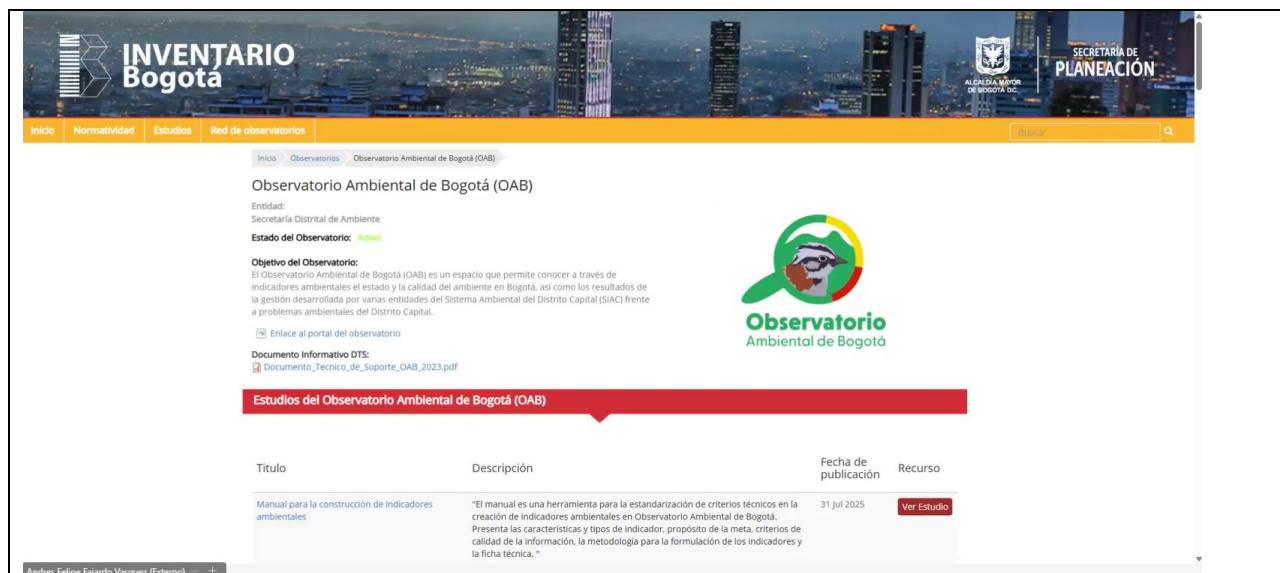 INVENTARIO
Bogotá
ALCALDÍA MAYOR
DE BOGOTÁ D.C.
SECRETARÍA DE
PLANEACIÓN
Inicio Normatividad Estudios Red de observatorios Buscar
Inicio Observatorios Observatorio Ambiental de Bogotá (OAB)
Observatorio Ambiental de Bogotá (OAB)
Entidad:
Secretaría Distrital de Ambiente
Estado del Observatorio: Activo
Objetivo del Observatorio:
El Observatorio Ambiental de Bogotá (OAB) es un espacio que permite conocer a través de
indicadores ambientales el estado y la calidad del ambiente en Bogotá, así como los resultados de
la gestión desarrollada por varias entidades del Sistema Ambiental del Distrito Capital (SIAC) frente
a problemas ambientales del Distrito Capital.
Enlace al portal del observatorio
Documento Informativo DTS:
Documento_Tecnico_de_Soporte_OAB_2023.pdf
Observatorio
Ambiental de Bogotá
Estudios del Observatorio Ambiental de Bogotá (OAB)
Titulo Descripción Fecha de
publicación Recurso
Manual para la construcción de indicadores
ambientales
"El manual es una herramienta para la estandarización de criterios técnicos en la
creación de indicadores ambientales en Observatorio Ambiental de Bogotá.
Presenta las características y tipos de indicador, propósito de la meta, criterios de
calidad de la información, la metodología para la formulación de los indicadores y
la ficha técnica. "
31 Jul 2025
Ver Estudio
Andres Felipe Fajardo Vasquez (Externo)